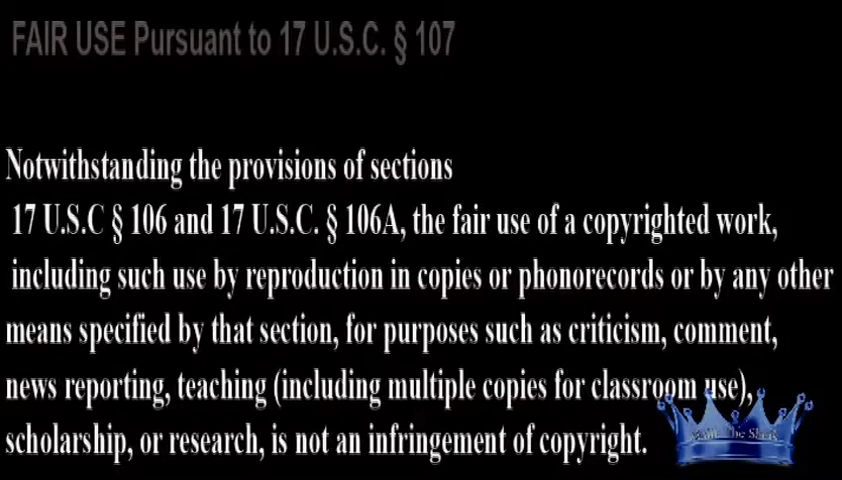 FAIR USE Pursuant to 17 U.S.C. § 107
Notwithstanding the provisions of sections
17 U.S.C § 106 and 17 U.S.C. § 106A, the fair use of a copyrighted work,
including such use by reproduction in copies or phonorecords or by any other
means specified by that section, for purposes such as criticism, comment,
news reporting, teaching (including multiple copies for classroom use),
scholarship, or research, is not an infringement of copyright.